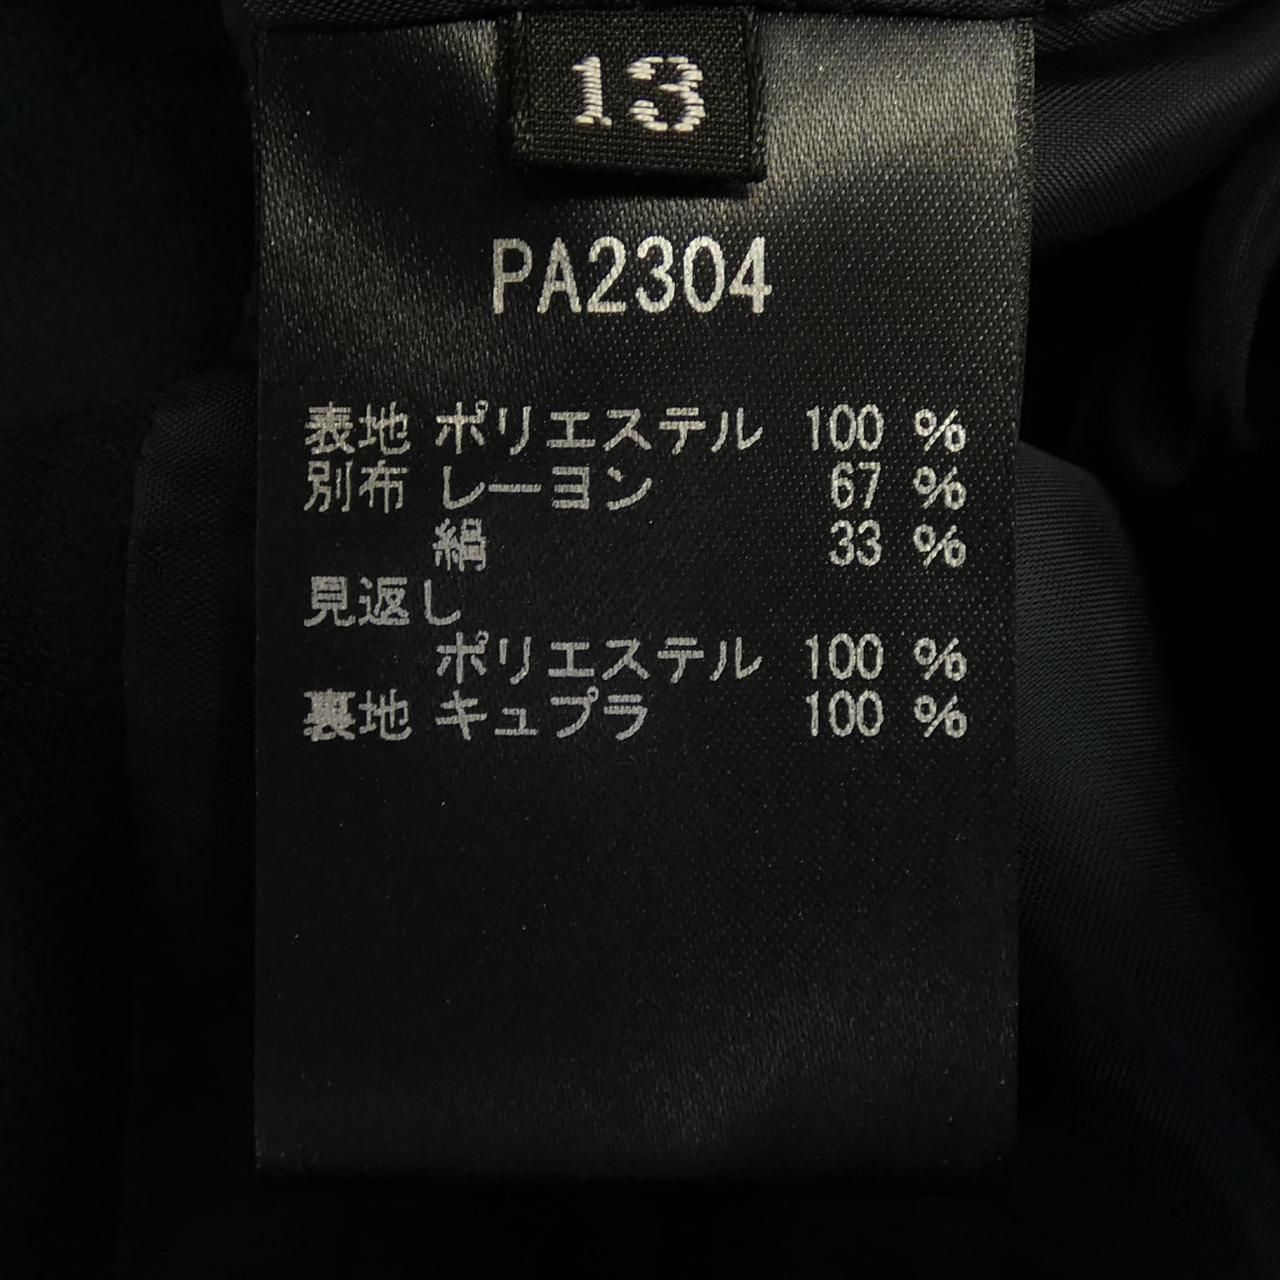 13
PA2304
表地 ポリエステル 100 %
別布 レーヨン 67 %
絹 33 %
見返し
ポリエステル 100 %
裏地 キュプラ 100 %